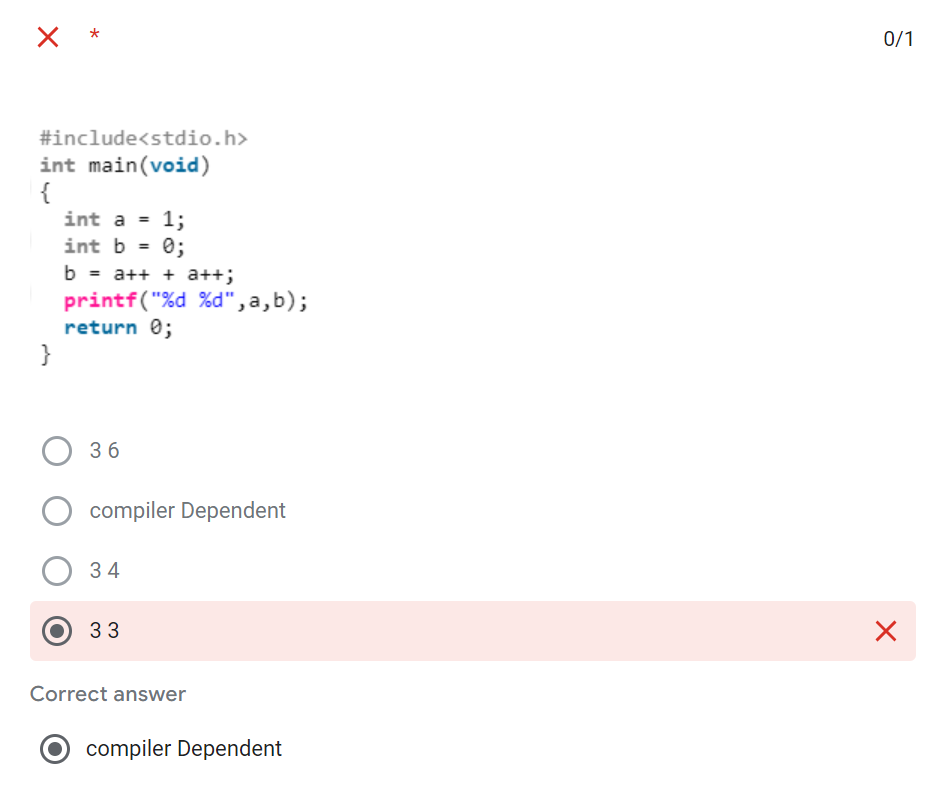 * 0/1
#include<stdio.h>
int main(void)
{
  int a = 1;
  int b = 0;
  b = a++ + a++;
  printf("%d %d",a,b);
  return 0;
}
3 6
compiler Dependent
3 4
3 3
Correct answer
compiler Dependent